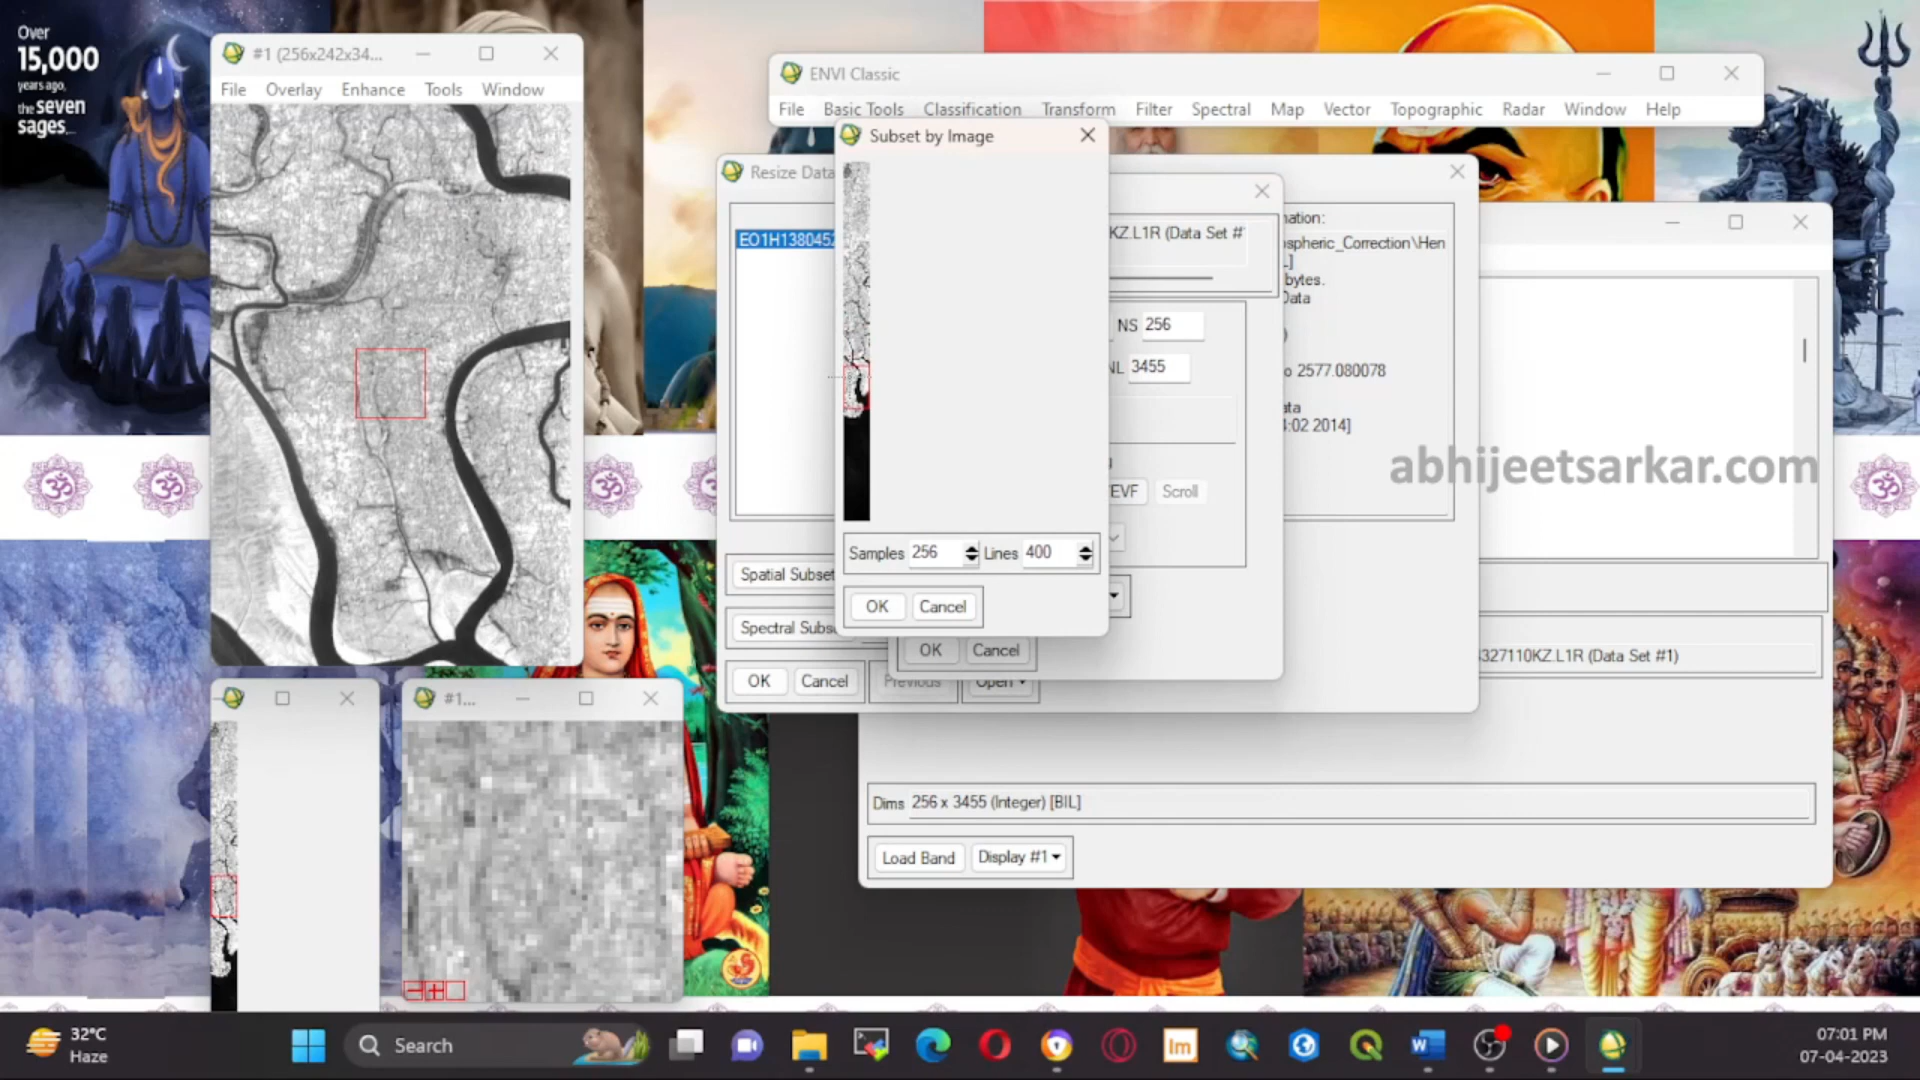 Over
15,000
years ago,
the seven
sages,...
#1 (256x242x34...
File Overlay Enhance Tools Window
ENVI Classic
File Basic Tools Classification Transform Filter Spectral Map Vector Topographic Radar Window Help
Subset by Image
Resize Data
EO1H1380452
KZ.L1R (Data Set #
NS 256
NL 3455
ation:
ospheric_Correction\Hen
L]
bytes.
Data
o 2577.080078
ata
4:02 2014]
EVF Scroll
Samples 256 Lines 400
OK Cancel
Spatial Subset
Spectral Subs
OK Cancel
OK Cancel Previous Open
abhijeetsarkar.com
327110KZ.L1R (Data Set #1)
#1...
Dims 256 x 3455 (Integer) [BIL]
Load Band Display #1
32°C
Haze
Search
lm
W
07:01 PM
07-04-2023